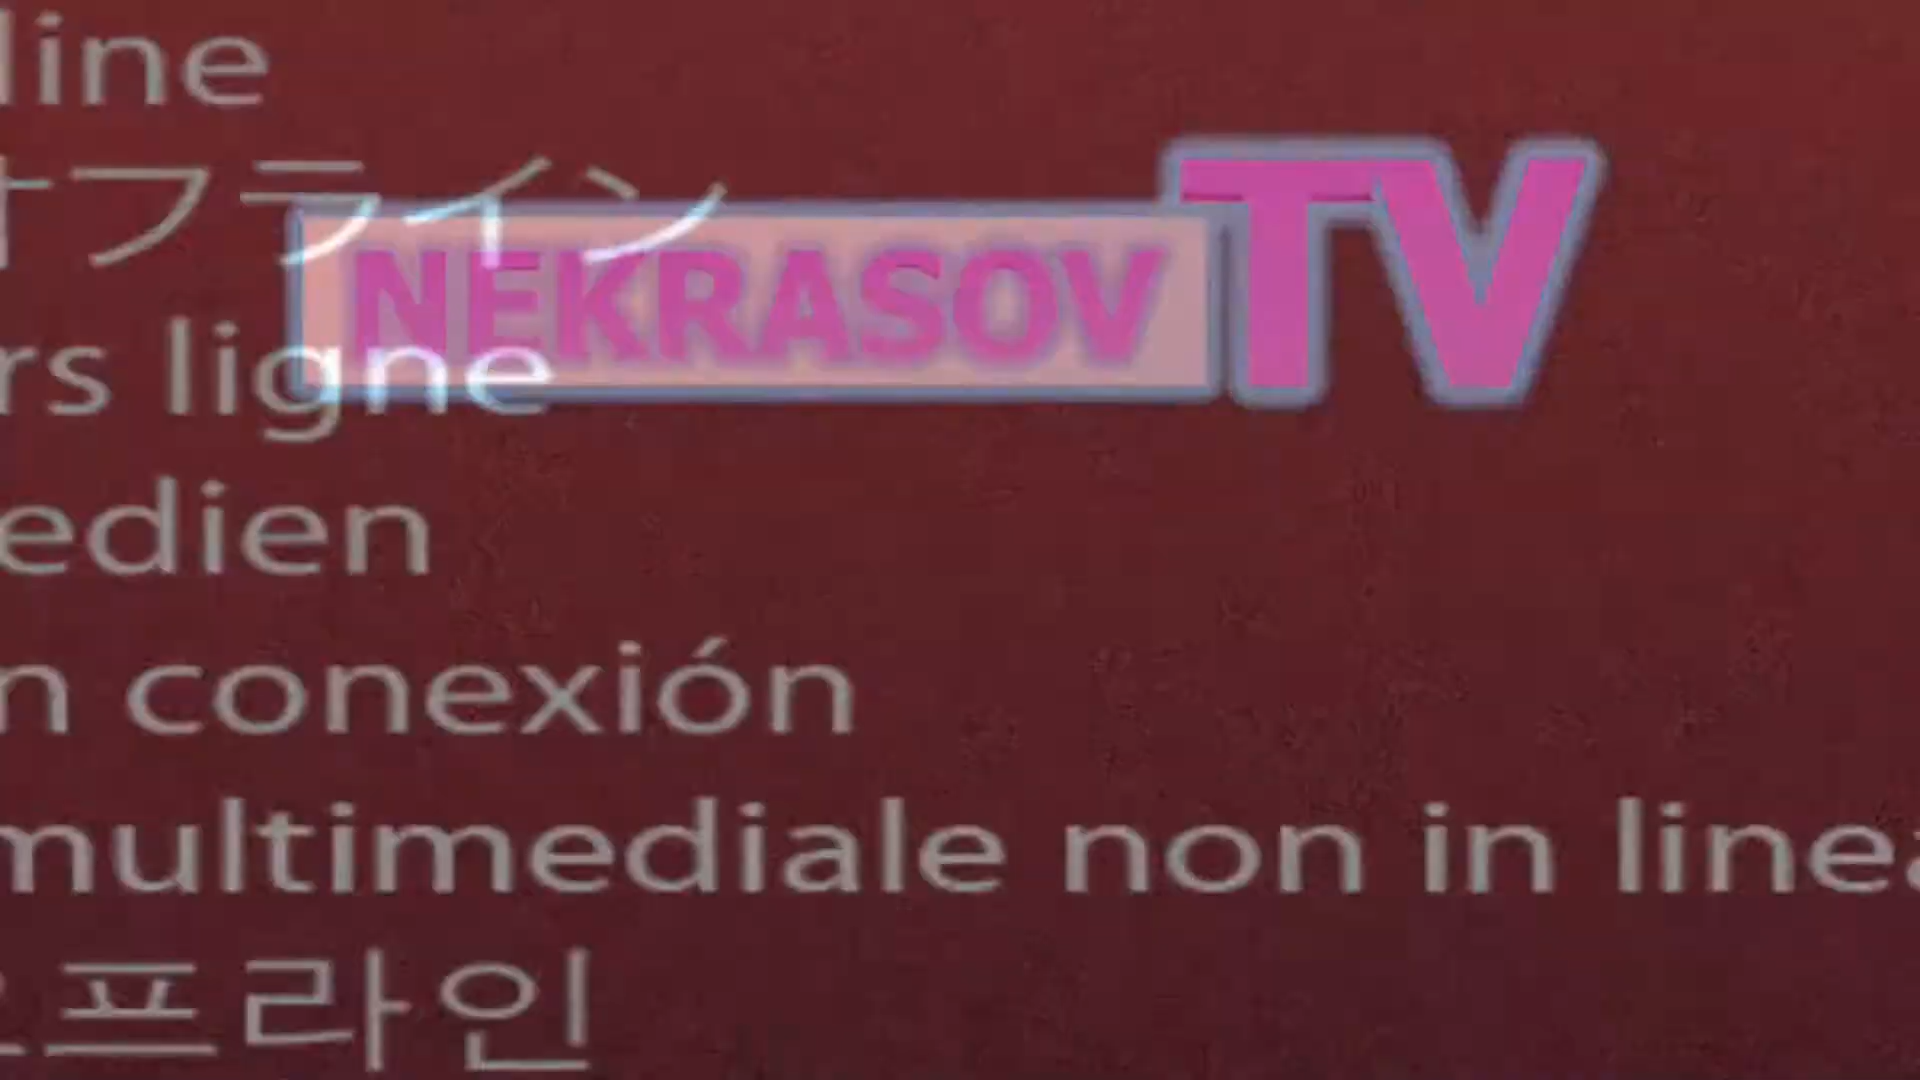 line
オフライン
NEKRASOV TV
rs ligne
edien
n conexión
multimediale non in linea
오프라인